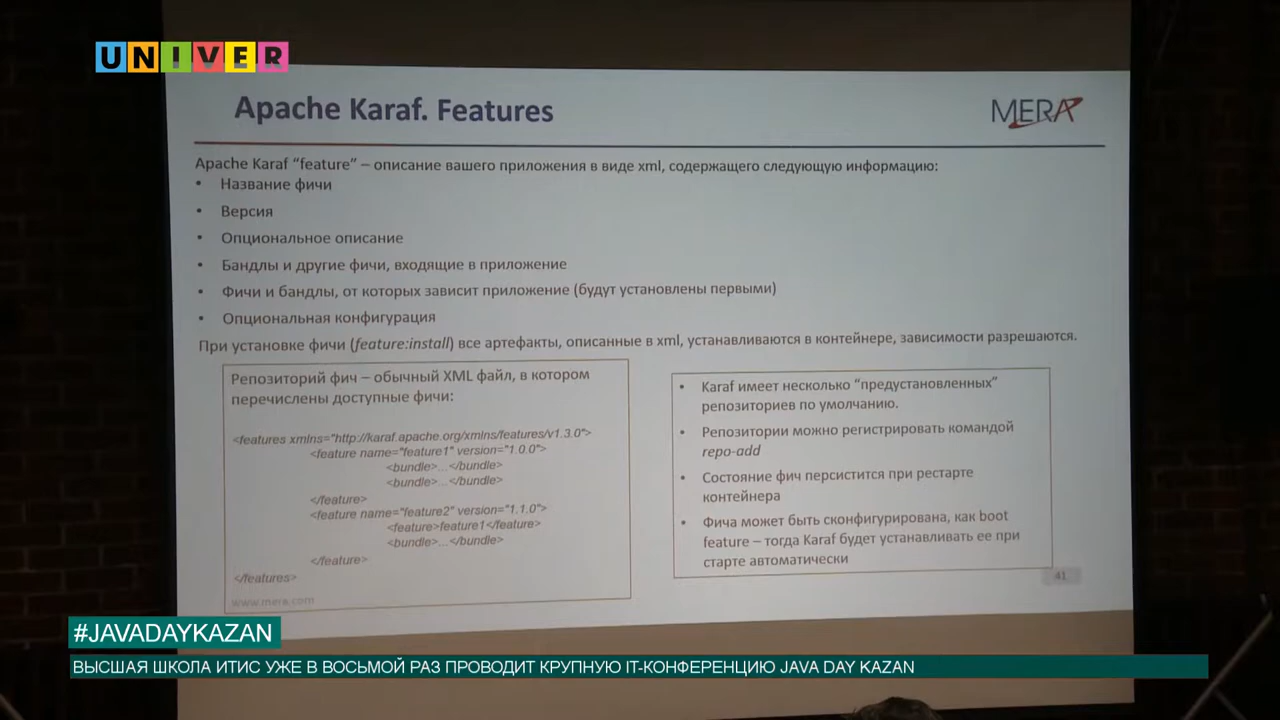 UNIVER
Apache Karaf. Features
MERA
Apache Karaf “feature” – описание вашего приложения в виде xml, содержащего следующую информацию:
• Название фичи
• Версия
• Опциональное описание
• Бандлы и другие фичи, входящие в приложение
• Фичи и бандлы, от которых зависит приложение (будут установлены первыми)
• Опциональная конфигурация
При установке фичи (feature:install) все артефакты, описанные в xml, устанавливаются в контейнере, зависимости разрешаются.
Репозиторий фич – обычный XML файл, в котором
перечислены доступные фичи:
<features xmlns="http://karaf.apache.org/xmlns/features/v1.3.0">
<feature name="feature1" version="1.0.0">
<bundle>...</bundle>
<bundle>...</bundle>
</feature>
<feature name="feature2" version="1.1.0">
<feature>feature1</feature>
<bundle>...</bundle>
</feature>
</features>
www.mera.com
• Karaf имеет несколько “предустановленных”
репозиториев по умолчанию.
• Репозитории можно регистрировать командой
repo-add
• Состояние фич персистится при рестарте
контейнера
• Фича может быть сконфигурирована, как boot
feature – тогда Karaf будет устанавливать ее при
старте автоматически
41
#JAVADAYKAZAN
ВЫСШАЯ ШКОЛА ИТИС УЖЕ В ВОСЬМОЙ РАЗ ПРОВОДИТ КРУПНУЮ IT-КОНФЕРЕНЦИЮ JAVA DAY KAZAN